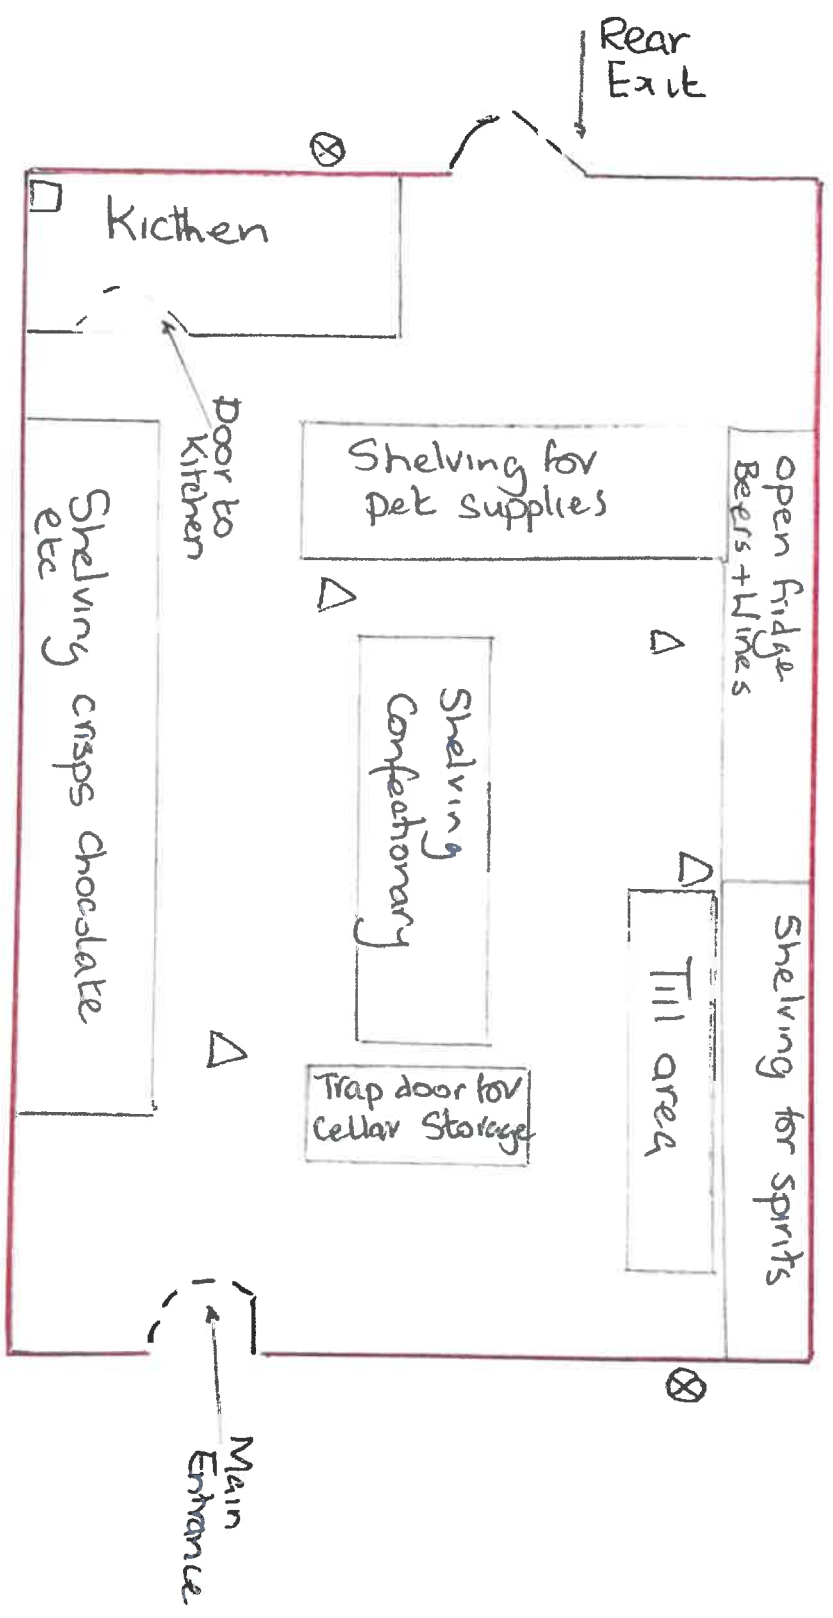 Rear
Exit
Kicthen
Door to
Kitchen
Shelving for
pet supplies
open fridge
Beers + Wines
Shelving crisps chocolate
etc
Shelving
Confectionary
Till area
Shelving for spirits
Trap door for
Cellar Storage
Main
Entrance